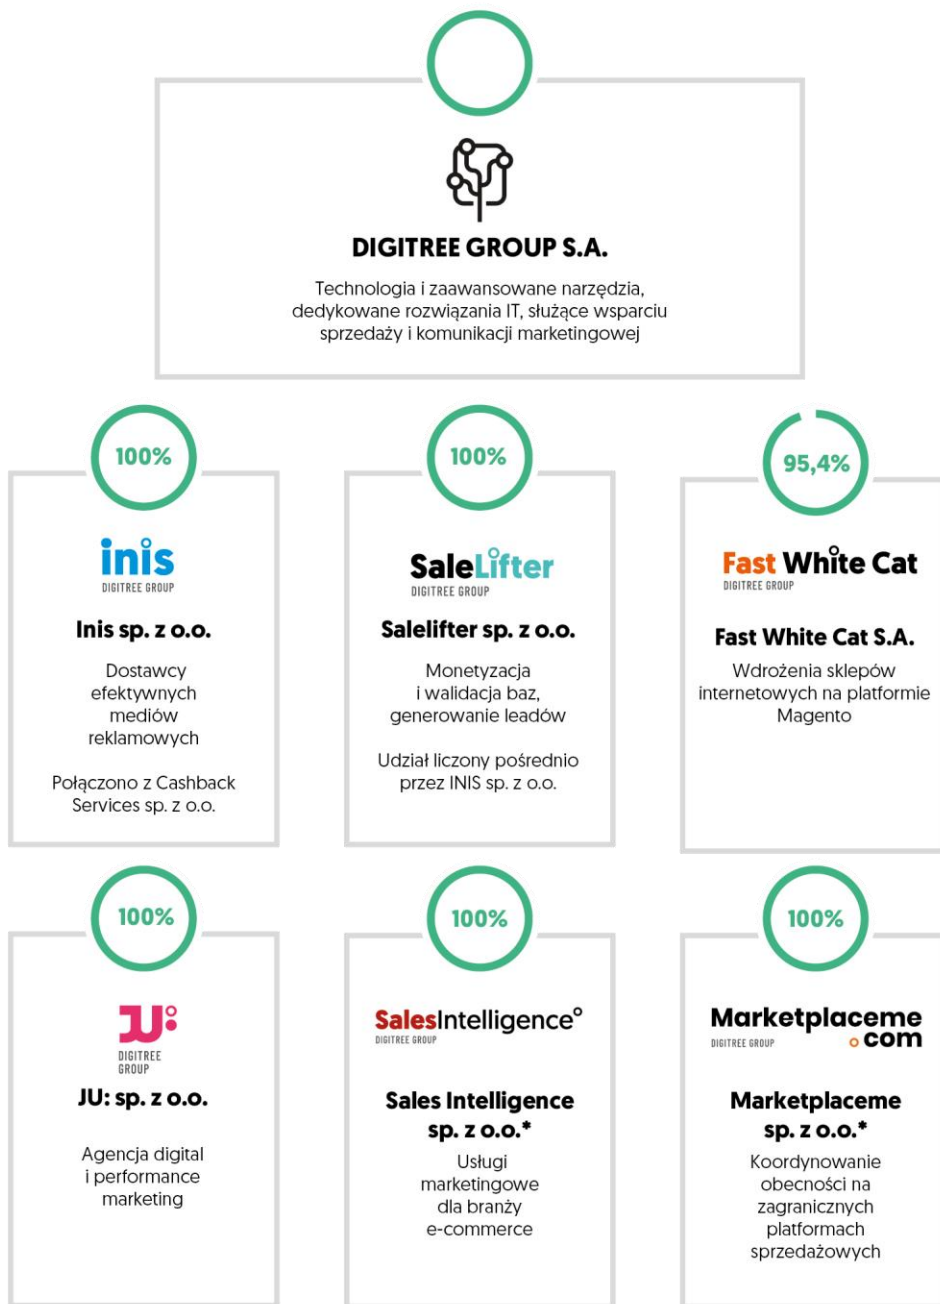 DIGITREE GROUP S.A.
Technologia i zaawansowane narzędzia,
dedykowane rozwiązania IT, służące wsparciu
sprzedaży i komunikacji marketingowej
100%
inis
DIGITREE GROUP
Inis sp. z o.o.
Dostawcy
efektywnych
mediów
reklamowych
Połączono z Cashback
Services sp. z o.o.
100%
SaleLifter
DIGITREE GROUP
Salelifter sp. z o.o.
Monetyzacja
i walidacja baz,
generowanie leadów
Udział liczony pośrednio
przez INIS sp. z o.o.
95,4%
Fast White Cat
DIGITREE GROUP
Fast White Cat S.A.
Wdrożenia sklepów
internetowych na platformie
Magento
100%
JU:
DIGITREE
GROUP
JU: sp. z o.o.
Agencja digital
i performance
marketing
100%
SalesIntelligence°
DIGITREE GROUP
Sales Intelligence
sp. z o.o.*
Usługi
marketingowe
dla branży
e-commerce
100%
Marketplaceme
DIGITREE GROUP
.com
Marketplaceme
sp. z o.o.*
Koordynowanie
obecności na
zagranicznych
platformach
sprzedażowych